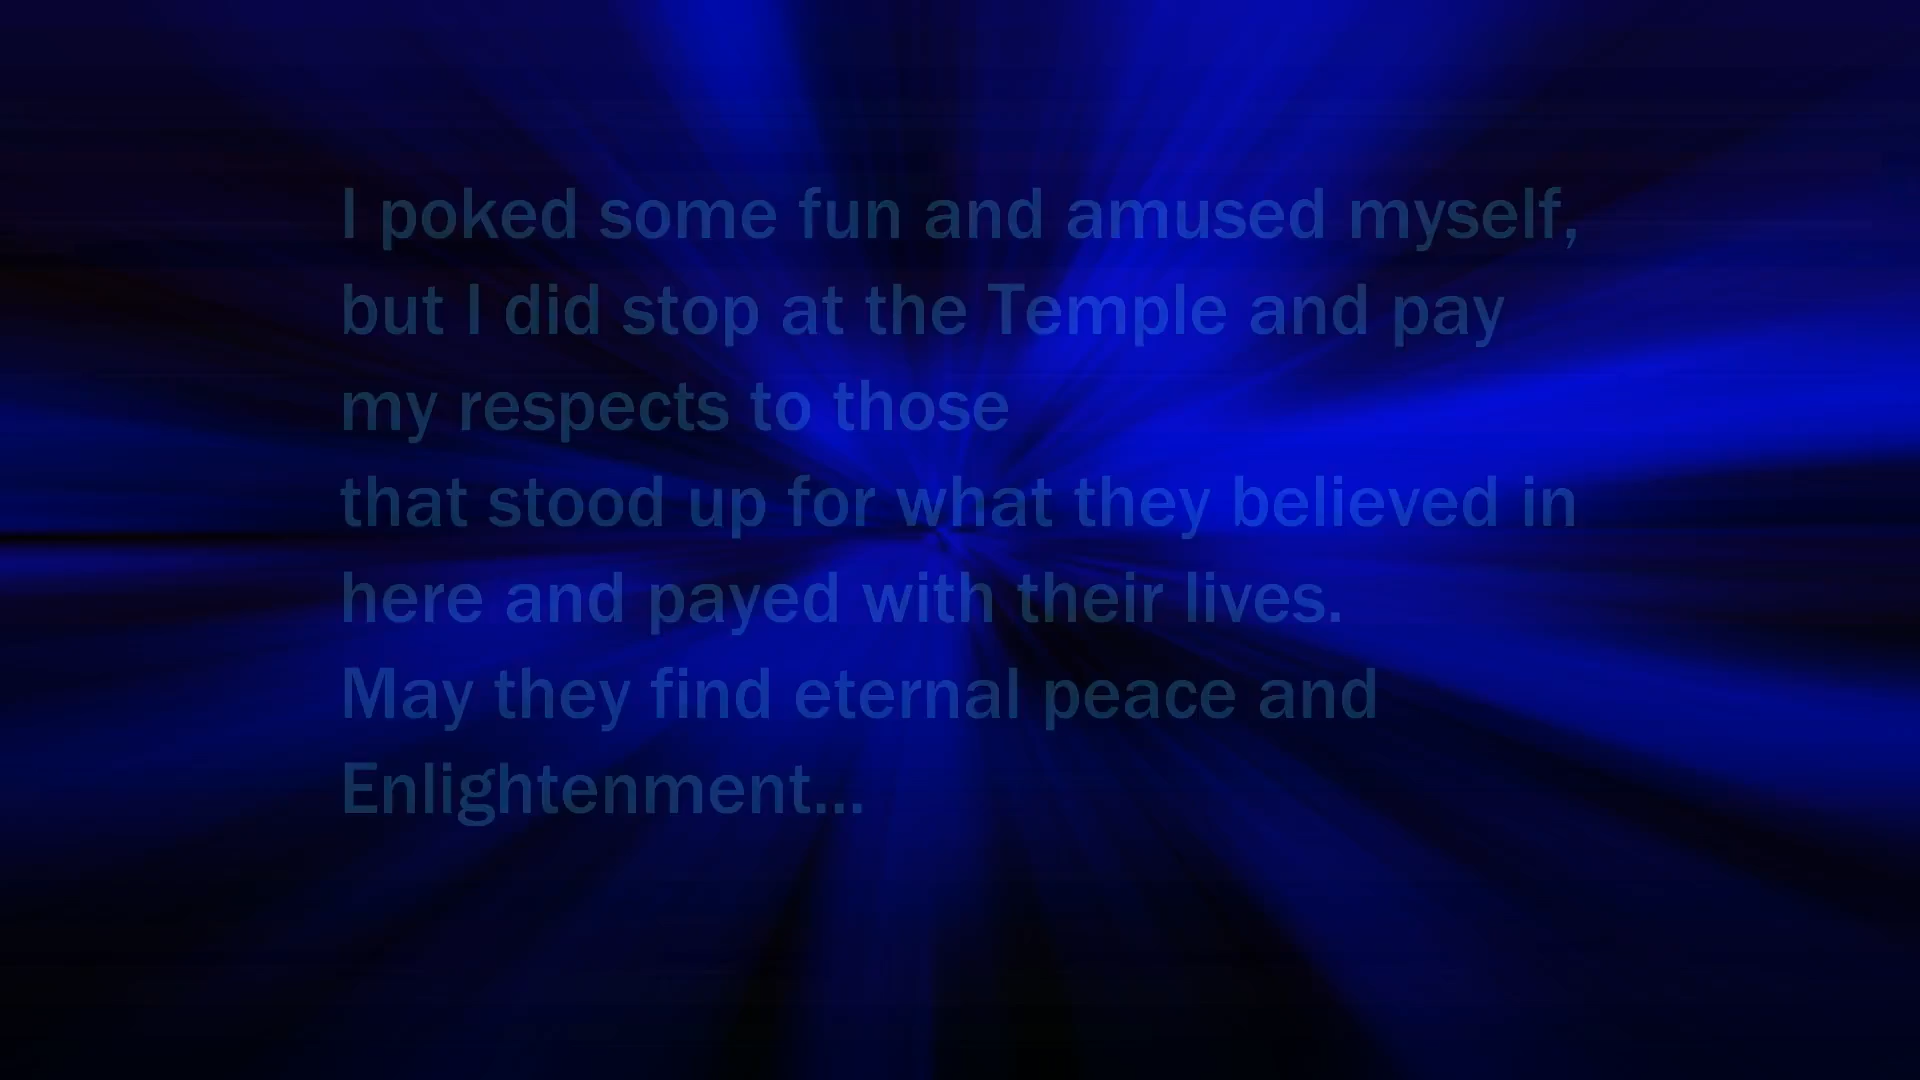 I poked some fun and amused myself,
but I did stop at the Temple and pay
my respects to those
that stood up for what they believed in
here and payed with their lives.
May they find eternal peace and
Enlightenment...